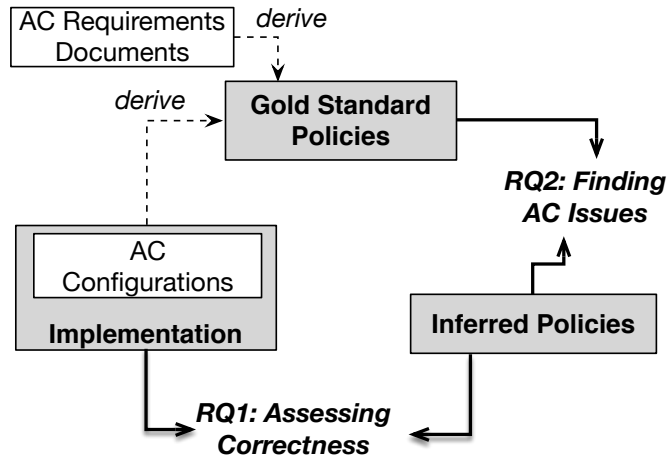 AC Requirements
Documents
derive
derive
Gold Standard
Policies
RQ2: Finding
AC Issues
AC
Configurations
Implementation
Inferred Policies
RQ1: Assessing
Correctness